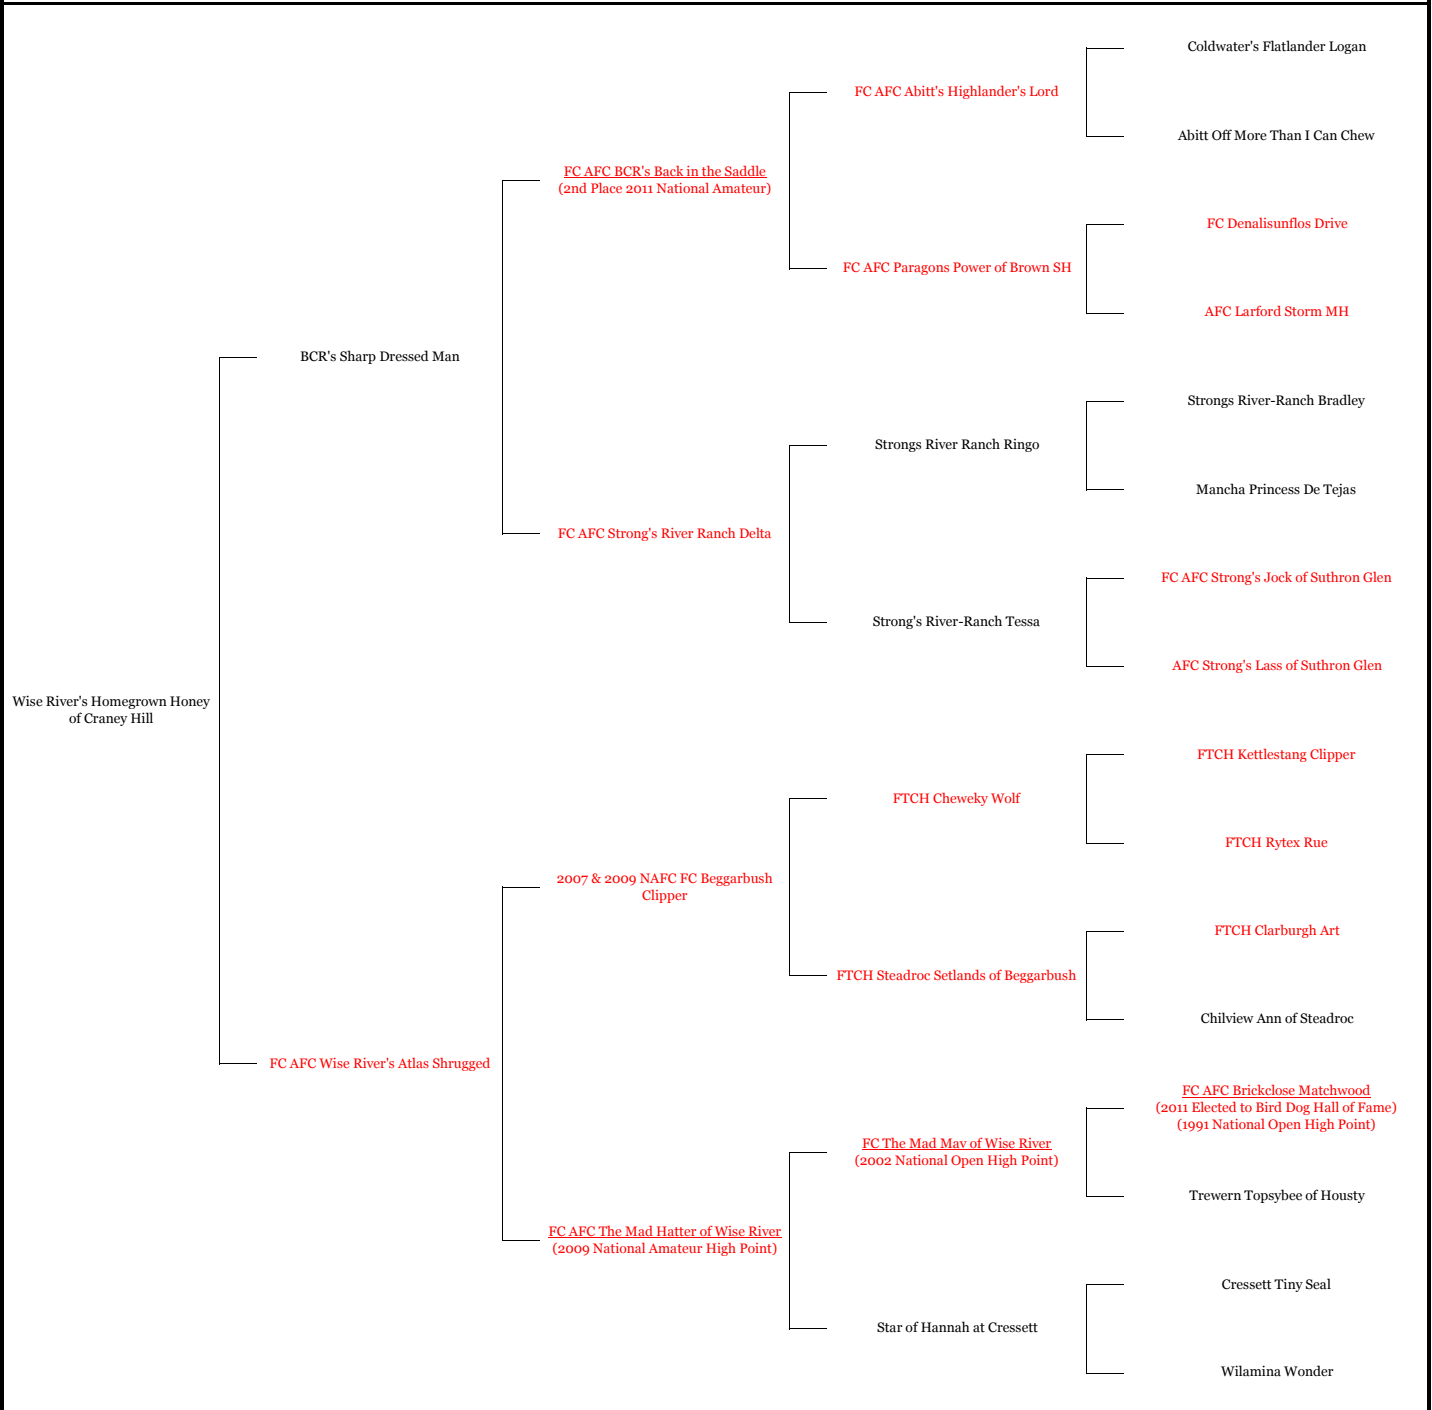 Coldwater's Flatlander Logan
FC AFC Abitt's Highlander's Lord
Abitt Off More Than I Can Chew
FC AFC BCR's Back in the Saddle
(2nd Place 2011 National Amateur)
FC Denalisunflos Drive
FC AFC Paragons Power of Brown SH
AFC Larford Storm MH
BCR's Sharp Dressed Man
Strongs River-Ranch Bradley
Strongs River Ranch Ringo
Mancha Princess De Tejas
FC AFC Strong's River Ranch Delta
FC AFC Strong's Jock of Suthron Glen
Strong's River-Ranch Tessa
AFC Strong's Lass of Suthron Glen
Wise River's Homegrown Honey
of Craney Hill
FTCH Kettlestang Clipper
FTCH Cheweky Wolf
FTCH Rytex Rue
2007 & 2009 NAFC FC Beggarbush
Clipper
FTCH Clarburgh Art
FTCH Steadroc Setlands of Beggarbush
Chilview Ann of Steadroc
FC AFC Wise River's Atlas Shrugged
FC AFC Brickclose Matchwood
(2011 Elected to Bird Dog Hall of Fame)
(1991 National Open High Point)
FC The Mad Mav of Wise River
(2002 National Open High Point)
Trewern Topsybee of Housty
FC AFC The Mad Hatter of Wise River
(2009 National Amateur High Point)
Cressett Tiny Seal
Star of Hannah at Cressett
Wilamina Wonder